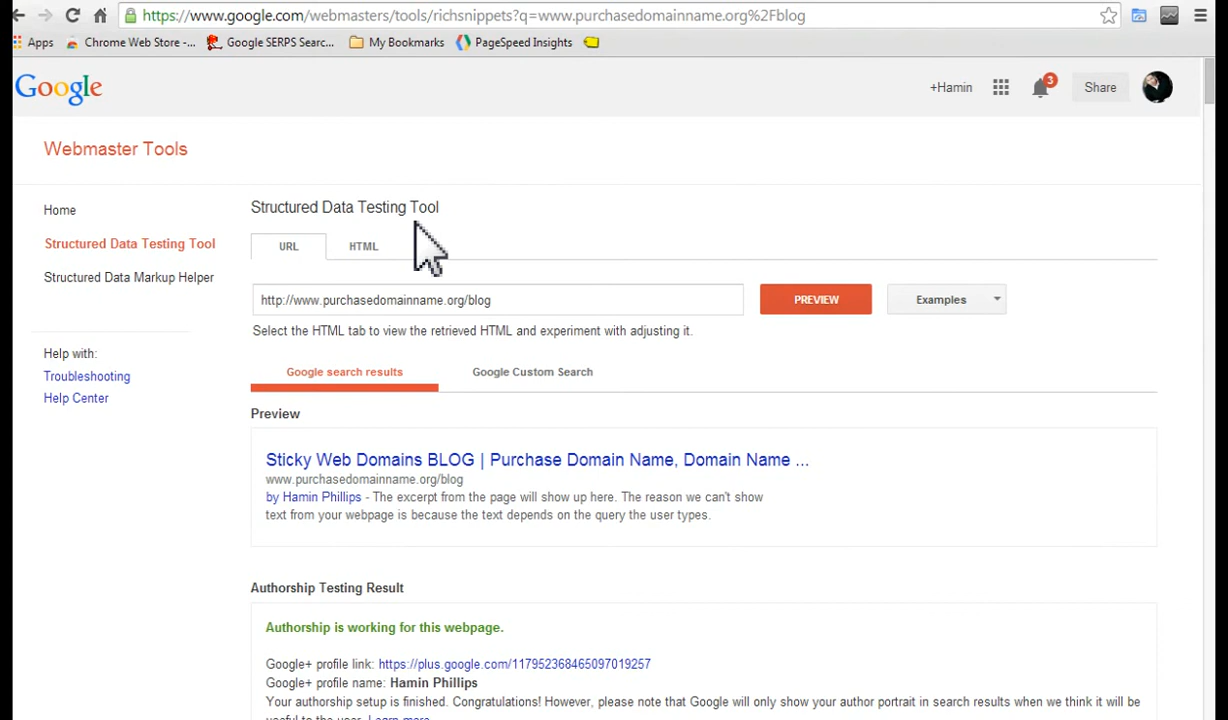 https://www.google.com/webmasters/tools/richsnippets?q=www.purchasedomainname.org%2Fblog
Apps Chrome Web Store -... Google SERPS Searc... My Bookmarks PageSpeed Insights
Google +Hamin 3 Share
Webmaster Tools
Home
Structured Data Testing Tool
Structured Data Markup Helper
Help with:
Troubleshooting
Help Center
Structured Data Testing Tool
URL HTML
http://www.purchasedomainname.org/blog PREVIEW Examples
Select the HTML tab to view the retrieved HTML and experiment with adjusting it.
Google search results Google Custom Search
Preview
Sticky Web Domains BLOG | Purchase Domain Name, Domain Name ...
www.purchasedomainname.org/blog
by Hamin Phillips - The excerpt from the page will show up here. The reason we can't show
text from your webpage is because the text depends on the query the user types.
Authorship Testing Result
Authorship is working for this webpage.
Google+ profile link: https://plus.google.com/117952368465097019257
Google+ profile name: Hamin Phillips
Your authorship setup is finished. Congratulations! However, please note that Google will only show your author portrait in search results when we think it will be
useful to the user. Learn more